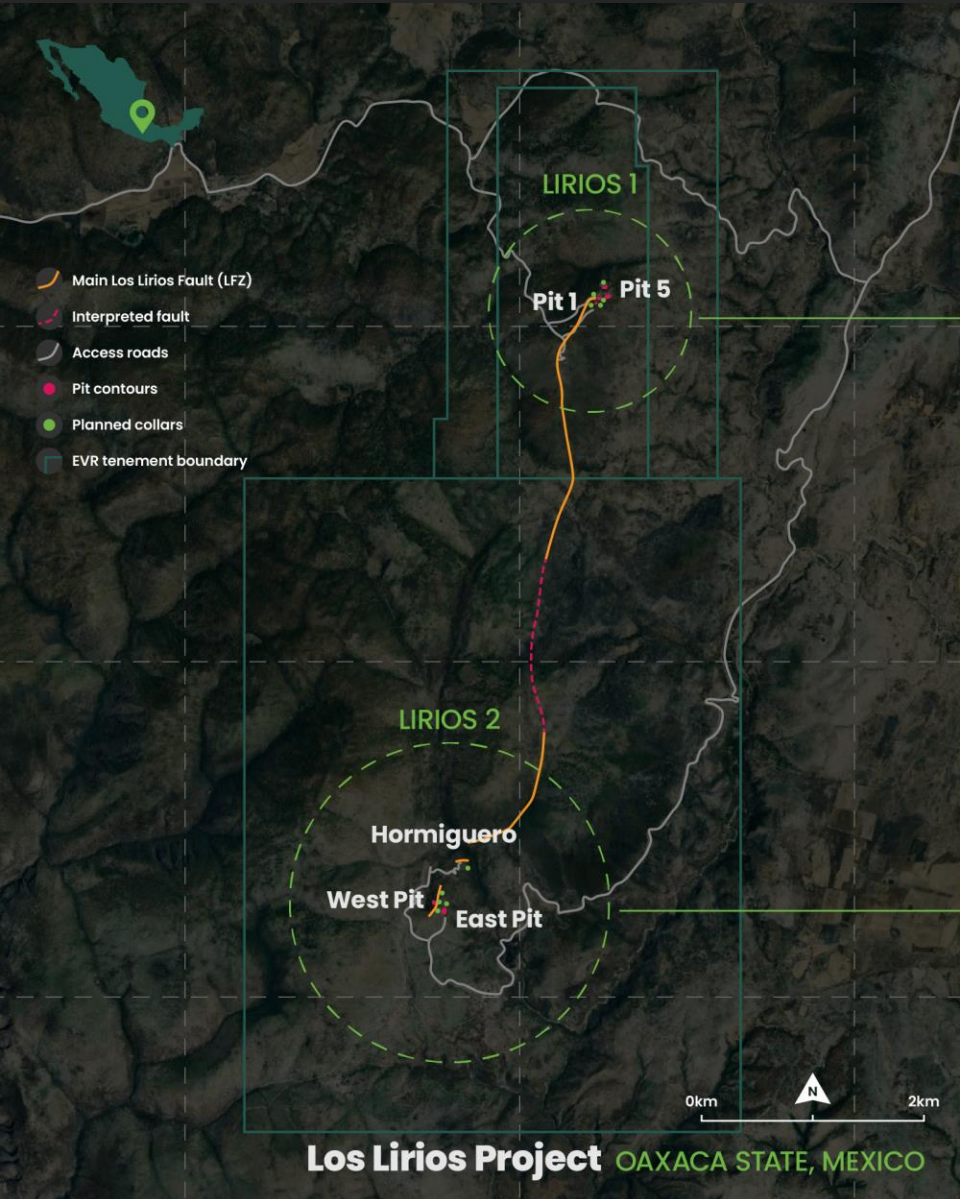 LIRIOS 1
Main Los Lirios Fault (LFZ)
Interpreted fault
Access roads
Pit contours
Planned collars
EVR tenement boundary
Pit 5
Pit 1
LIRIOS 2
Hormiguero
West Pit
East Pit
N
0km
2km
Los Lirios Project OAXACA STATE, MEXICO